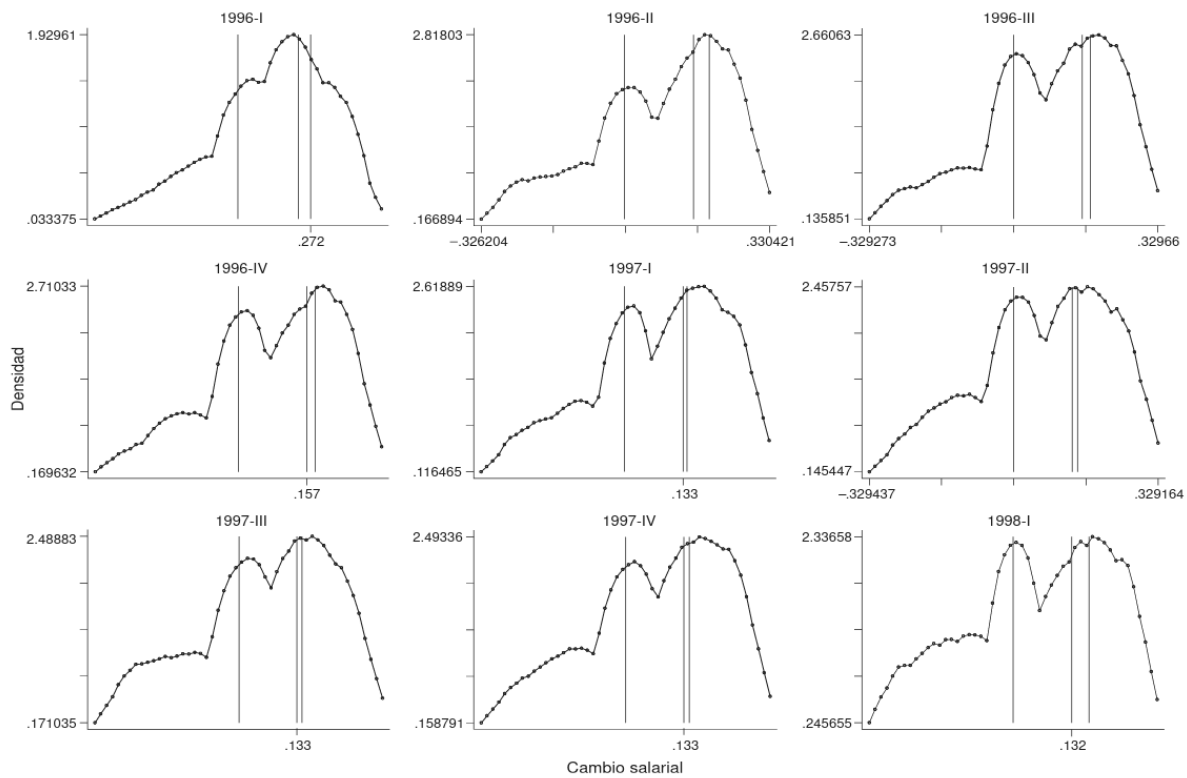 1996-I
1.92961
.033375
.272
1996-II
2.81803
.166894
−.326204
.330421
1996-III
2.66063
.135851
−.329273
.32966
1996-IV
2.71033
.169632
.157
1997-I
2.61889
.116465
.133
1997-II
2.45757
.145447
−.329437
.329164
Densidad
1997-III
2.48883
.171035
.133
1997-IV
2.49336
.158791
.133
1998-I
2.33658
.245655
.132
Cambio salarial